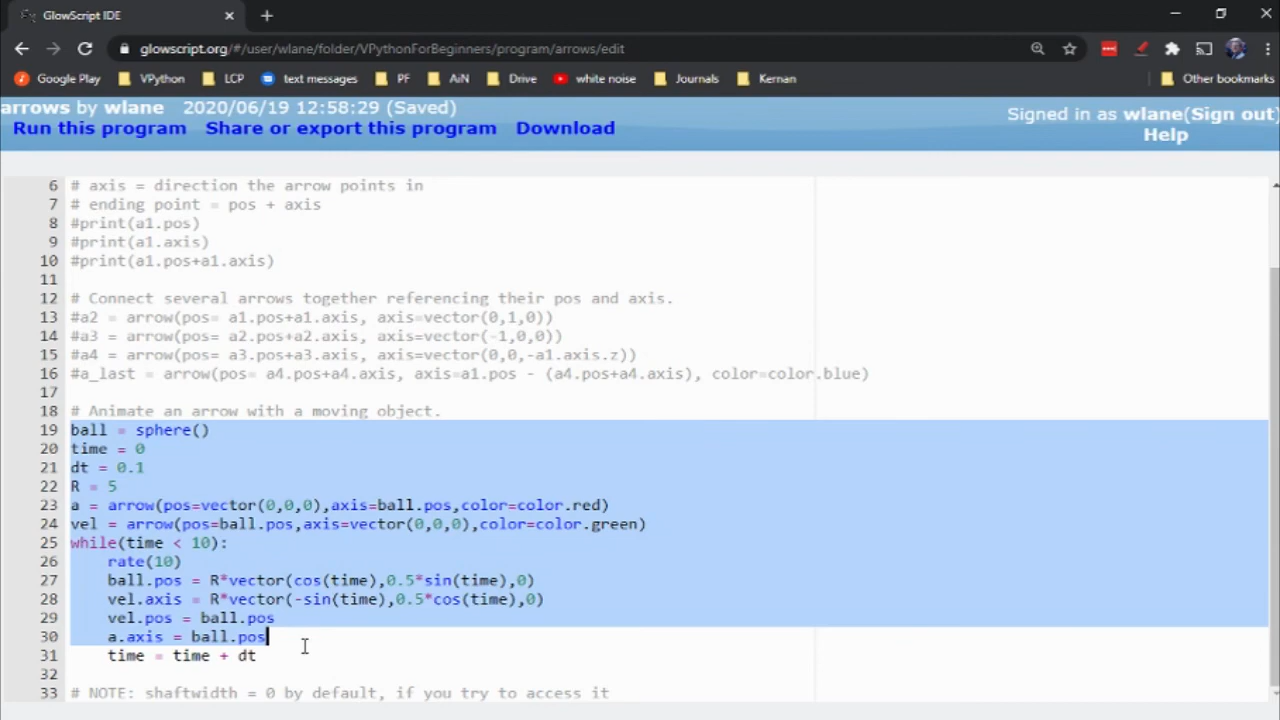 GlowScript IDE
glowscript.org/#/user/wlane/folder/VPythonForBeginners/program/arrows/edit
Google Play VPython LCP text messages PF AiN Drive white noise Journals Kernan Other bookmarks
arrows by wlane 2020/06/19 12:58:29 (Saved)
Signed in as wlane(Sign out)
Run this program Share or export this program Download
Help
6 # axis = direction the arrow points in
7 # ending point = pos + axis
8 #print(a1.pos)
9 #print(a1.axis)
10 #print(a1.pos+a1.axis)
11
12 # Connect several arrows together referencing their pos and axis.
13 #a2 = arrow(pos= a1.pos+a1.axis, axis=vector(0,1,0))
14 #a3 = arrow(pos= a2.pos+a2.axis, axis=vector(-1,0,0))
15 #a4 = arrow(pos= a3.pos+a3.axis, axis=vector(0,0,-a1.axis.z))
16 #a_last = arrow(pos= a4.pos+a4.axis, axis=a1.pos - (a4.pos+a4.axis), color=color.blue)
17
18 # Animate an arrow with a moving object.
19 ball = sphere()
20 time = 0
21 dt = 0.1
22 R = 5
23 a = arrow(pos=vector(0,0,0),axis=ball.pos,color=color.red)
24 vel = arrow(pos=ball.pos,axis=vector(0,0,0),color=color.green)
25 while(time < 10):
26 rate(10)
27 ball.pos = R*vector(cos(time),0.5*sin(time),0)
28 vel.axis = R*vector(-sin(time),0.5*cos(time),0)
29 vel.pos = ball.pos
30 a.axis = ball.pos
31 time = time + dt
32
33 # NOTE: shaftwidth = 0 by default, if you try to access it